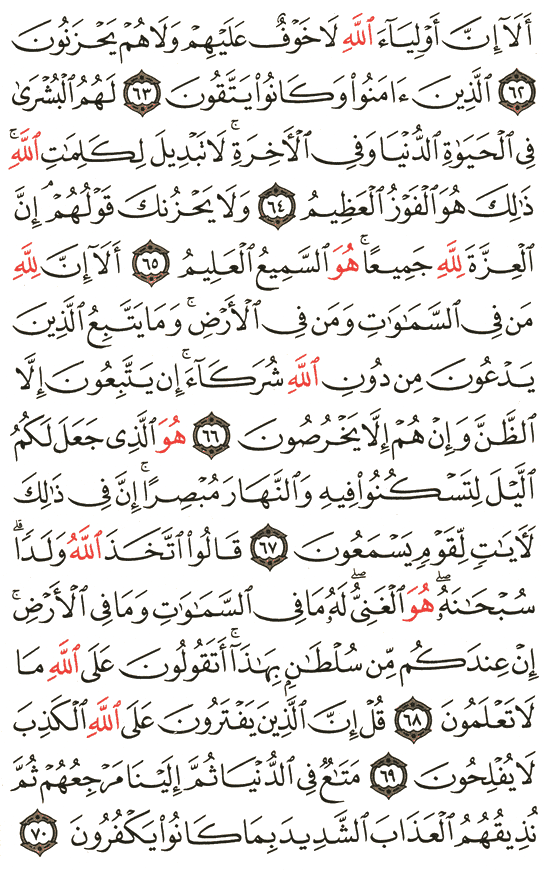 أَلَآ إِنَّ أَوْلِيَآءَ ٱللَّهِ لَا خَوْفٌ عَلَيْهِمْ وَلَا هُمْ يَحْزَنُونَ
٦٢ ٱلَّذِينَ ءَامَنُوا۟ وَكَانُوا۟ يَتَّقُونَ ٦٣ لَهُمُ ٱلْبُشْرَىٰ
فِى ٱلْحَيَوٰةِ ٱلدُّنْيَا وَفِى ٱلْأَخِرَةِ ۚ لَا تَبْدِيلَ لِكَلِمَٰتِ ٱللَّهِ ۚ
ذَٰلِكَ هُوَ ٱلْفَوْزُ ٱلْعَظِيمُ ٦٤ وَلَا يَحْزُنكَ قَوْلُهُمْ ۘ إِنَّ
ٱلْعِزَّةَ لِلَّهِ جَمِيعًا ۚ هُوَ ٱلسَّمِيعُ ٱلْعَلِيمُ ٦٥ أَلَآ إِنَّ لِلَّهِ
مَن فِى ٱلسَّمَٰوَٰتِ وَمَن فِى ٱلْأَرْضِ ۗ وَمَا يَتَّبِعُ ٱلَّذِينَ
يَدْعُونَ مِن دُونِ ٱللَّهِ شُرَكَآءَ ۚ إِن يَتَّبِعُونَ إِلَّا
ٱلظَّنَّ وَإِنْ هُمْ إِلَّا يَخْرُصُونَ ٦٦ هُوَ ٱلَّذِى جَعَلَ لَكُمُ
ٱلَّيْلَ لِتَسْكُنُوا۟ فِيهِ وَٱلنَّهَارَ مُبْصِرًا ۚ إِنَّ فِى ذَٰلِكَ
لَأَيَٰتٍ لِّقَوْمٍ يَسْمَعُونَ ٦٧ قَالُوا۟ ٱتَّخَذَ ٱللَّهُ وَلَدًا ۗ
سُبْحَٰنَهُۥ ۖ هُوَ ٱلْغَنِىُّ ۖ لَهُۥ مَا فِى ٱلسَّمَٰوَٰتِ وَمَا فِى ٱلْأَرْضِ ۚ
إِنْ عِندَكُم مِّن سُلْطَٰنٍۭ بِهَٰذَآ ۚ أَتَقُولُونَ عَلَى ٱللَّهِ مَا
لَا تَعْلَمُونَ ٦٨ قُلْ إِنَّ ٱلَّذِينَ يَفْتَرُونَ عَلَى ٱللَّهِ ٱلْكَذِبَ
لَا يُفْلِحُونَ ٦٩ مَتَٰعٌ فِى ٱلدُّنْيَا ثُمَّ إِلَيْنَا مَرْجِعُهُمْ ثُمَّ
نُذِيقُهُمُ ٱلْعَذَابَ ٱلشَّدِيدَ بِمَا كَانُوا۟ يَكْفُرُونَ ٧٠